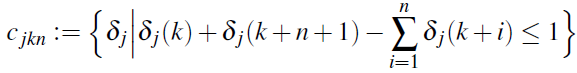 c_{jkn} := \left\{ \delta_j \middle| \delta_j(k) + \delta_j(k+n+1) - \sum_{i=1}^{n} \delta_j(k+i) \leq 1 \right\}